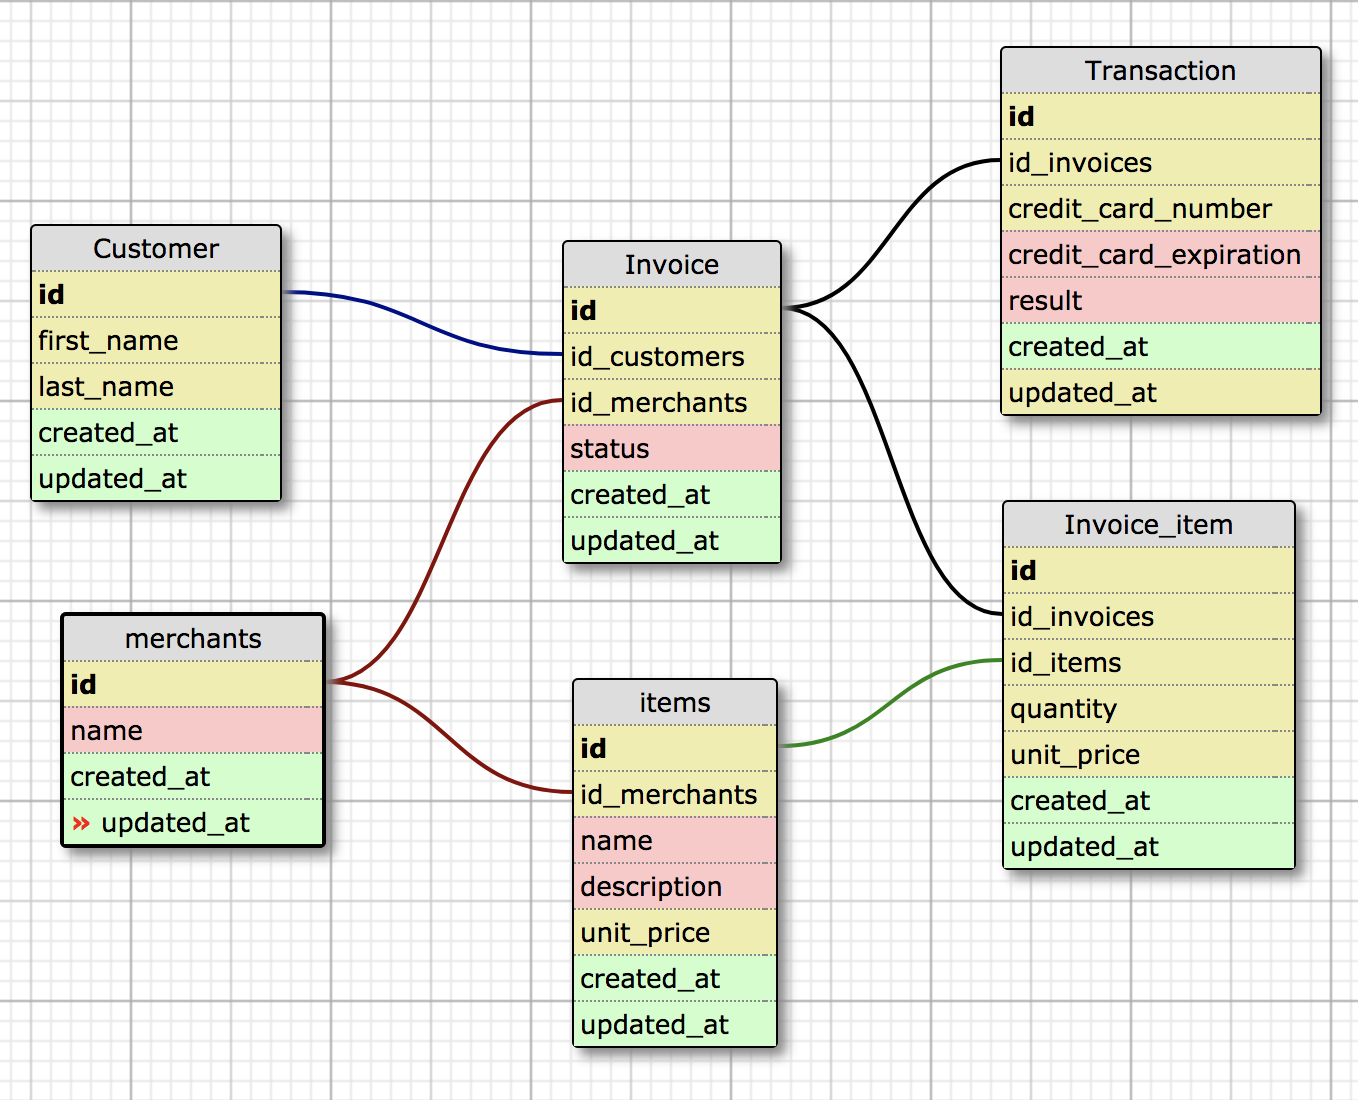 Transaction
id
id_invoices
credit_card_number
credit_card_expiration
result
created_at
updated_at
Customer
id
first_name
last_name
created_at
updated_at
Invoice
id
id_customers
id_merchants
status
created_at
updated_at
Invoice_item
id
id_invoices
id_items
quantity
unit_price
created_at
updated_at
merchants
id
name
created_at
» updated_at
items
id
id_merchants
name
description
unit_price
created_at
updated_at